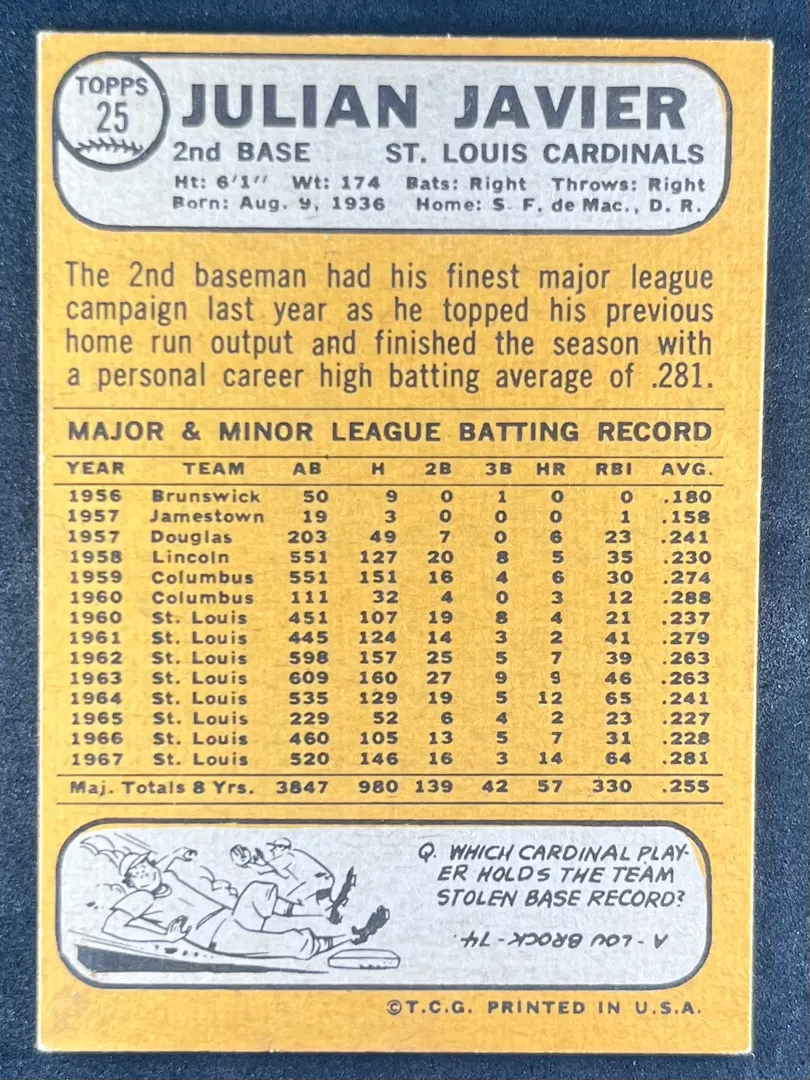 TOPPS
25
JULIAN JAVIER
2nd BASE ST. LOUIS CARDINALS
Ht: 6'1" Wt: 174 Bats: Right Throws: Right
Born: Aug. 9, 1936 Home: S. F. de Mac., D. R.
The 2nd baseman had his finest major league
campaign last year as he topped his previous
home run output and finished the season with
a personal career high batting average of .281.
MAJOR & MINOR LEAGUE BATTING RECORD
YEAR TEAM AB H 2B 3B HR RBI AVG.
1956 Brunswick 50 9 0 1 0 0 .180
1957 Jamestown 19 3 0 0 0 1 .158
1957 Douglas 203 49 7 0 6 23 .241
1958 Lincoln 551 127 20 8 5 35 .230
1959 Columbus 551 151 16 4 6 30 .274
1960 Columbus 111 32 4 0 3 12 .288
1960 St. Louis 451 107 19 8 4 21 .237
1961 St. Louis 445 124 14 3 2 41 .279
1962 St. Louis 598 157 25 5 7 39 .263
1963 St. Louis 609 160 27 9 9 46 .263
1964 St. Louis 535 129 19 5 12 65 .241
1965 St. Louis 229 52 6 4 2 23 .227
1966 St. Louis 460 105 13 5 7 31 .228
1967 St. Louis 520 146 16 3 14 64 .281
Maj. Totals 8 Yrs. 3847 980 139 42 57 330 .255
Q. WHICH CARDINAL PLAY-
ER HOLDS THE TEAM
STOLEN BASE RECORD?
A - LOU BROCK - 74.
©T.C.G. PRINTED IN U.S.A.